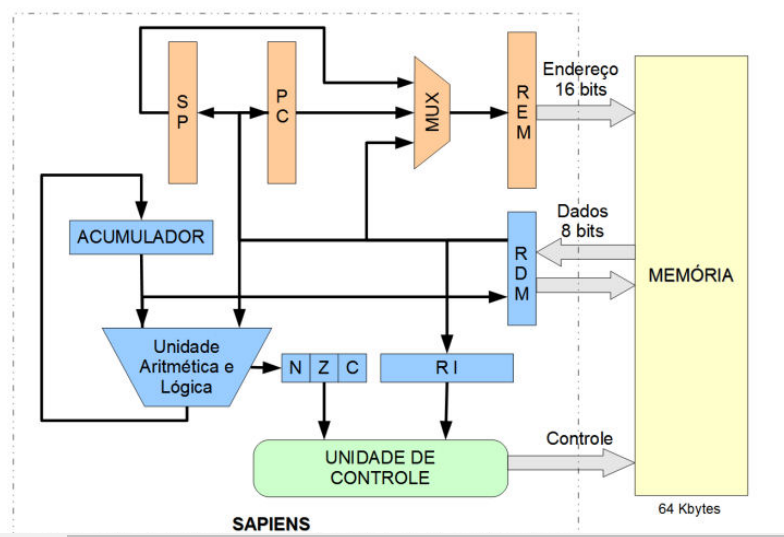 S
P
P
C
MUX
R
E
M
Endereço
16 bits
ACUMULADOR
R
D
M
Dados
8 bits
MEMÓRIA
Unidade
Aritmética e
Lógica
N Z C
R I
UNIDADE DE
CONTROLE
Controle
64 Kbytes
SAPIENS